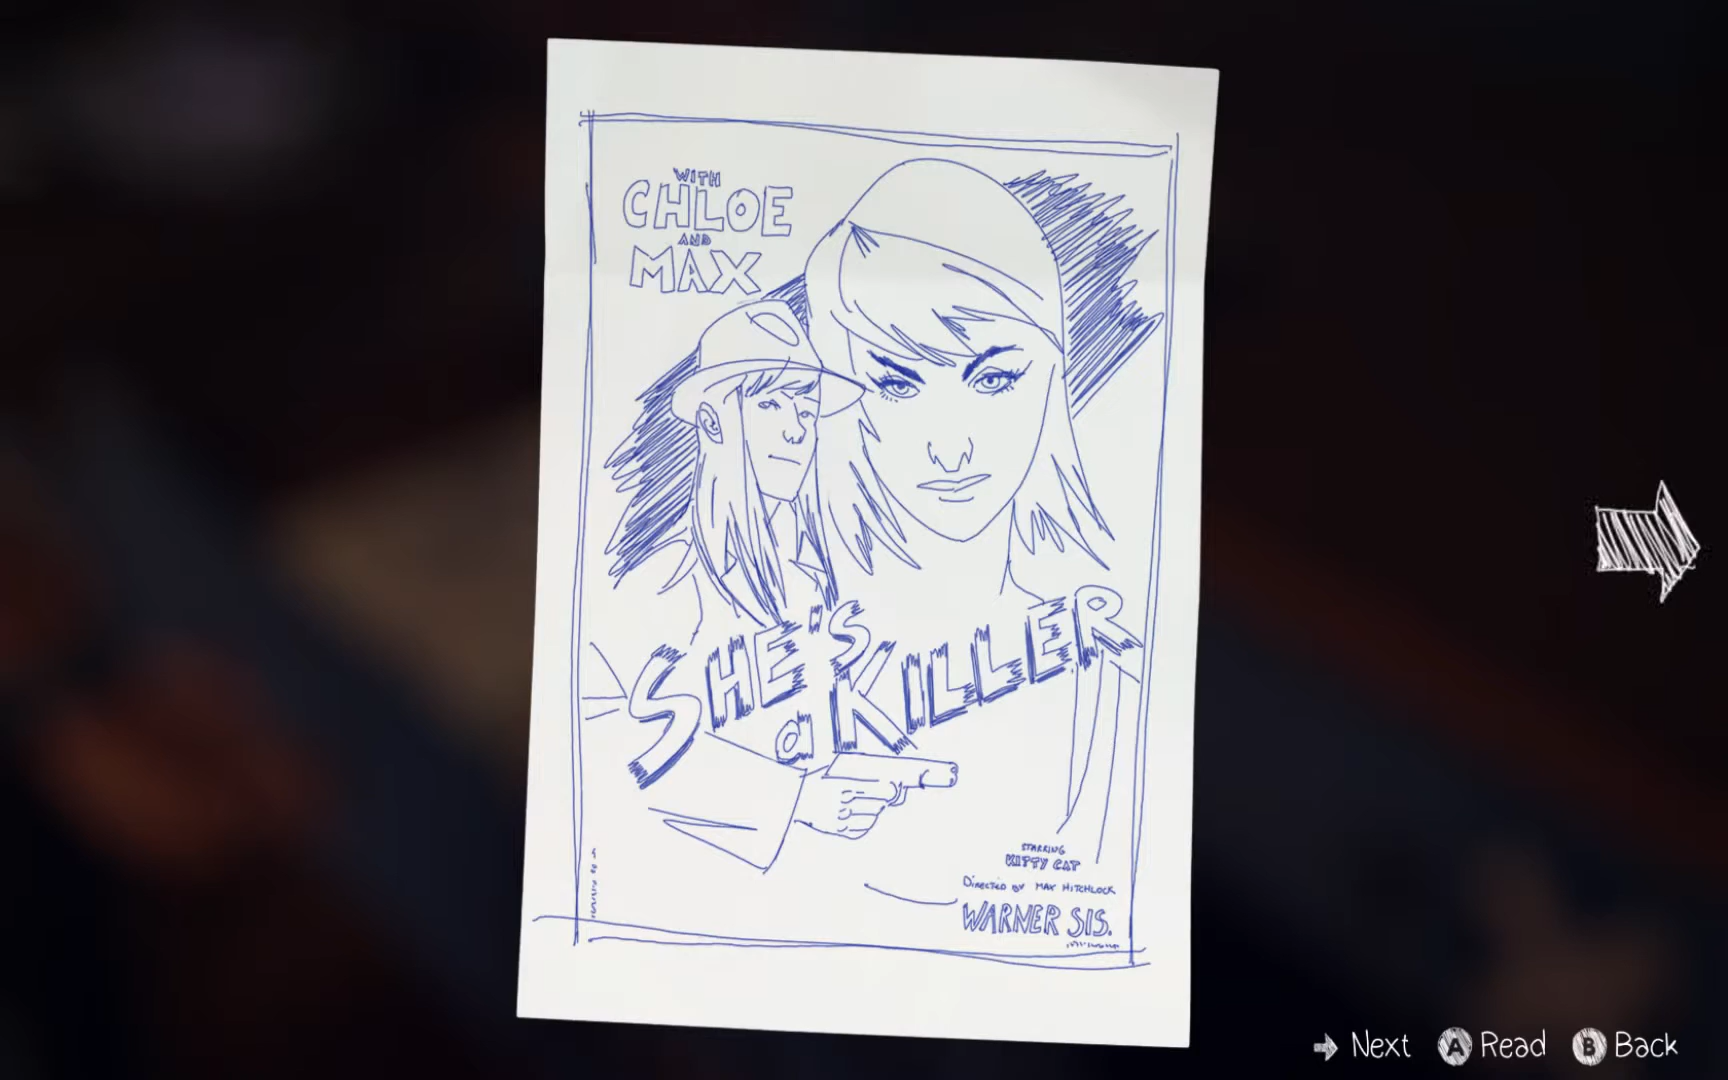 WITH
CHLOE
AND
MAX
SHE'S
a KILLER
STARRING
KITTY CAT
DIRECTED BY MAX HITCHLOCK
WARNER SIS.
Next
A Read
B Back